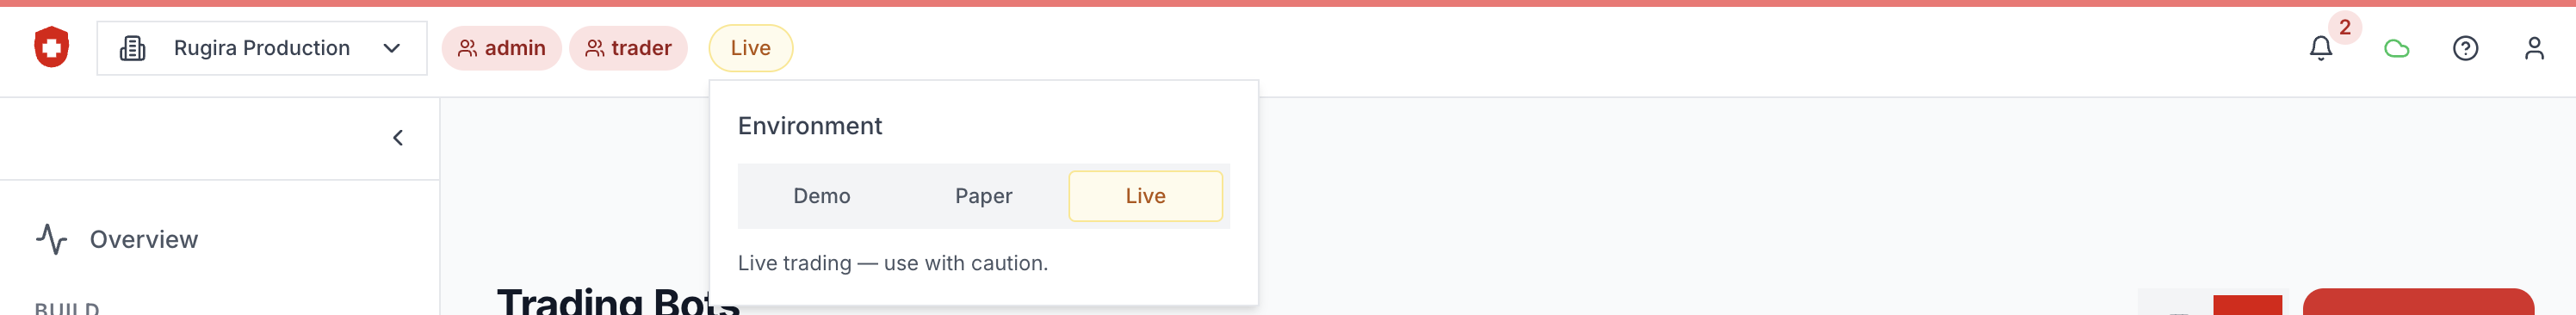 Rugira Production admin trader Live 2
Environment
Demo Paper Live
Overview
Live trading — use with caution.
Trading Bots
BUILD